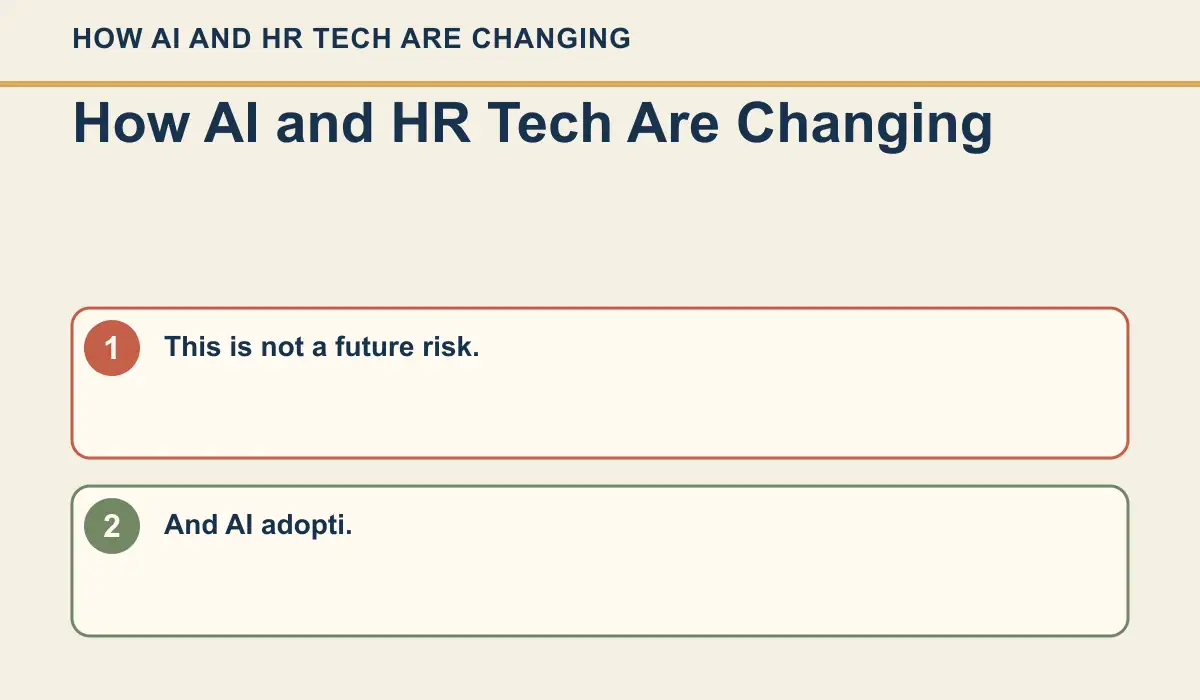 HOW AI AND HR TECH ARE CHANGING
How AI and HR Tech Are Changing
1 This is not a future risk.
2 And AI adopti.